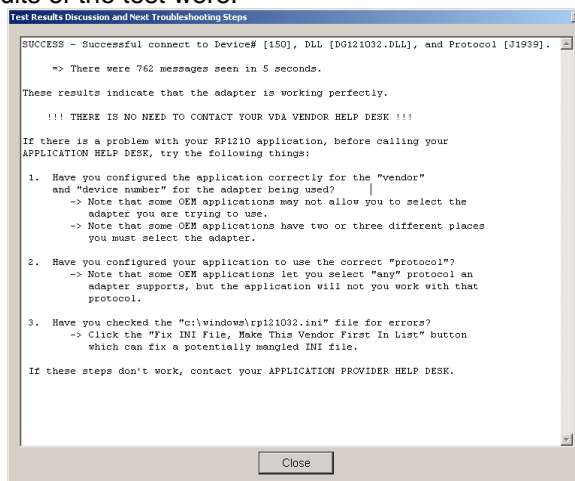 Test Results Discussion and Next Troubleshooting Steps
SUCCESS - Successful connect to Device# [150], DLL [DG121032.DLL], and Protocol [J1939].
=> There were 762 messages seen in 5 seconds.
These results indicate that the adapter is working perfectly.
!!! THERE IS NO NEED TO CONTACT YOUR VDA VENDOR HELP DESK !!!
If there is a problem with your RP1210 application, before calling your
APPLICATION HELP DESK, try the following things:
1. Have you configured the application correctly for the "vendor"
and "device number" for the adapter being used?
-> Note that some OEM applications may not allow you to select the
adapter you are trying to use.
-> Note that some OEM applications have two or three different places
you must select the adapter.
2. Have you configured your application to use the correct "protocol"?
-> Note that some OEM applications let you select "any" protocol an
adapter supports, but the application will not you work with that
protocol.
3. Have you checked the "c:\windows\rp121032.ini" file for errors?
-> Click the "Fix INI File, Make This Vendor First In List" button
which can fix a potentially mangled INI file.
If these steps don't work, contact your APPLICATION PROVIDER HELP DESK.
Close